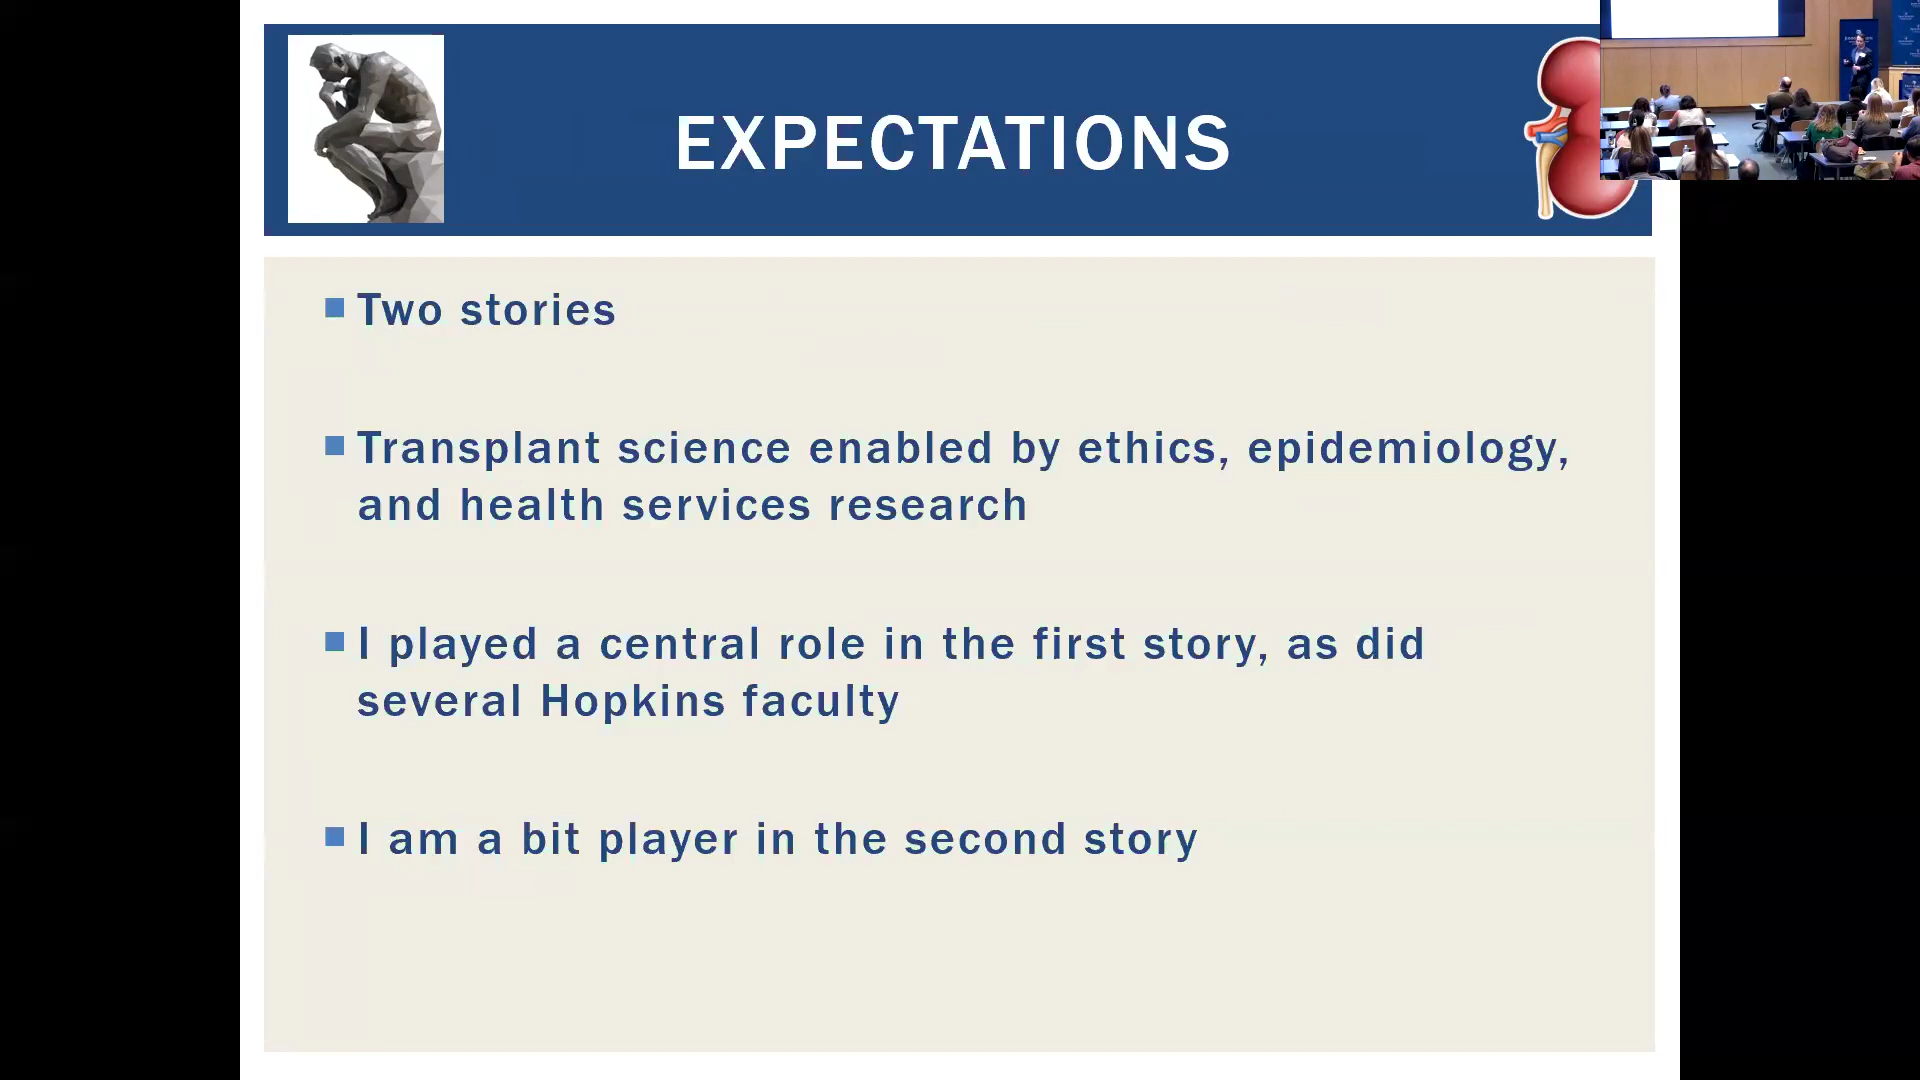 EXPECTATIONS
Two stories
Transplant science enabled by ethics, epidemiology,
and health services research
I played a central role in the first story, as did
several Hopkins faculty
I am a bit player in the second story